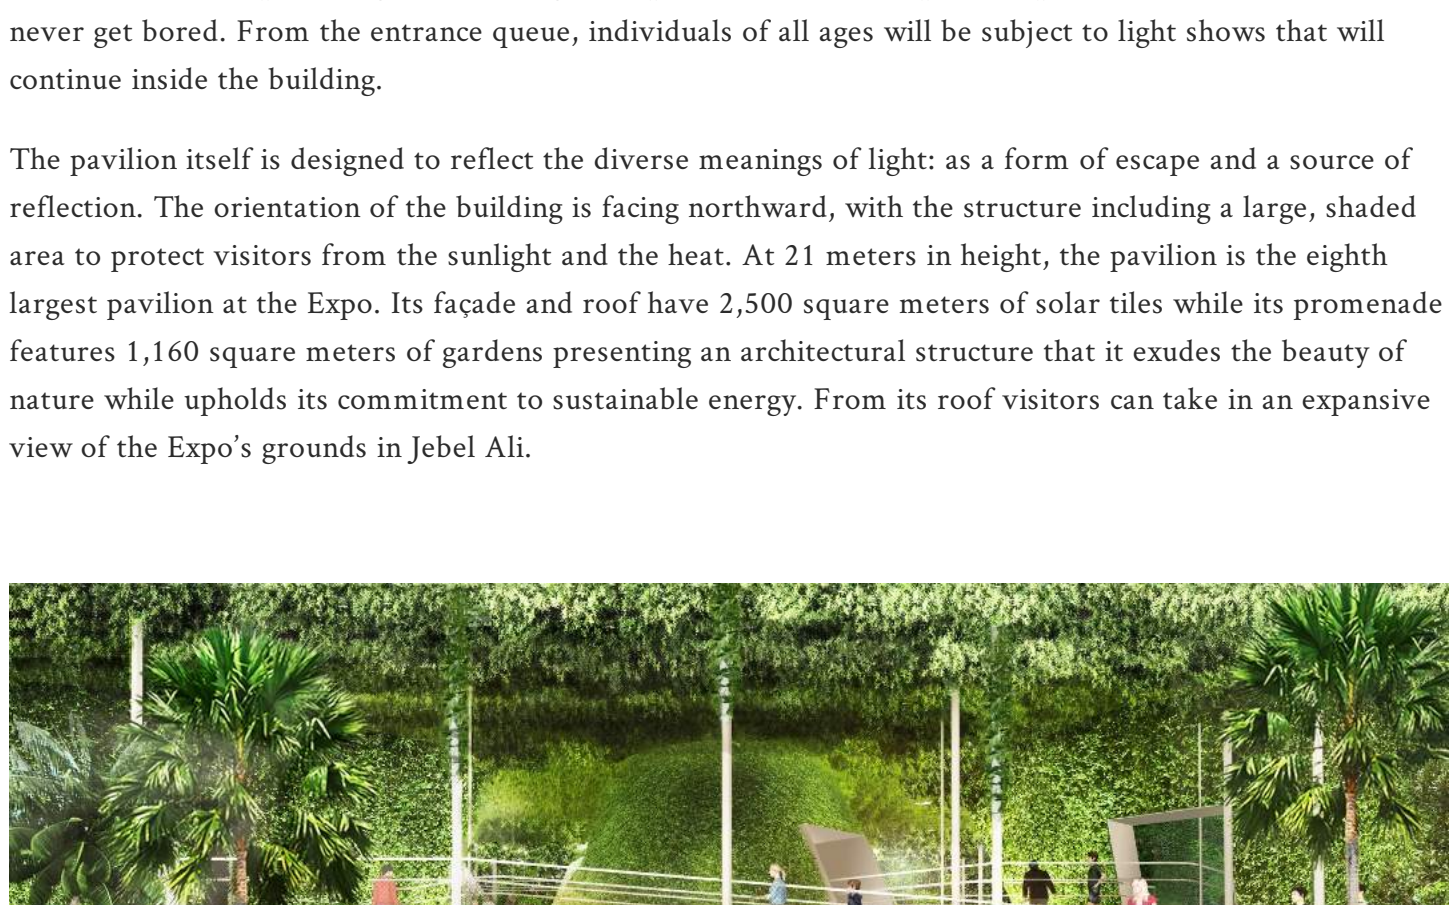 never get bored. From the entrance queue, individuals of all ages will be subject to light shows that will
continue inside the building.
The pavilion itself is designed to reflect the diverse meanings of light: as a form of escape and a source of
reflection. The orientation of the building is facing northward, with the structure including a large, shaded
area to protect visitors from the sunlight and the heat. At 21 meters in height, the pavilion is the eighth
largest pavilion at the Expo. Its façade and roof have 2,500 square meters of solar tiles while its promenade
features 1,160 square meters of gardens presenting an architectural structure that it exudes the beauty of
nature while upholds its commitment to sustainable energy. From its roof visitors can take in an expansive
view of the Expo’s grounds in Jebel Ali.